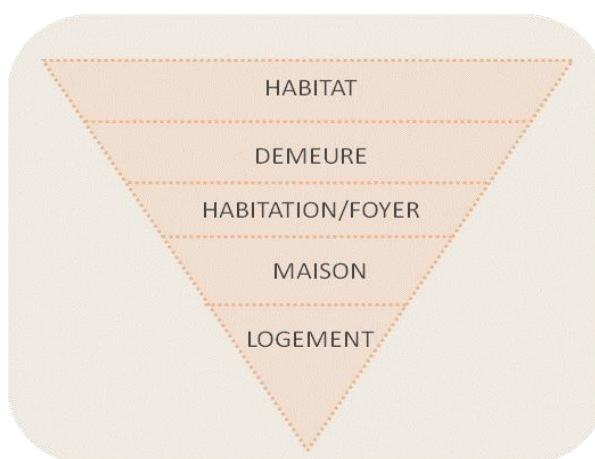 HABITAT
DEMEURE
HABITATION/FOYER
MAISON
LOGEMENT